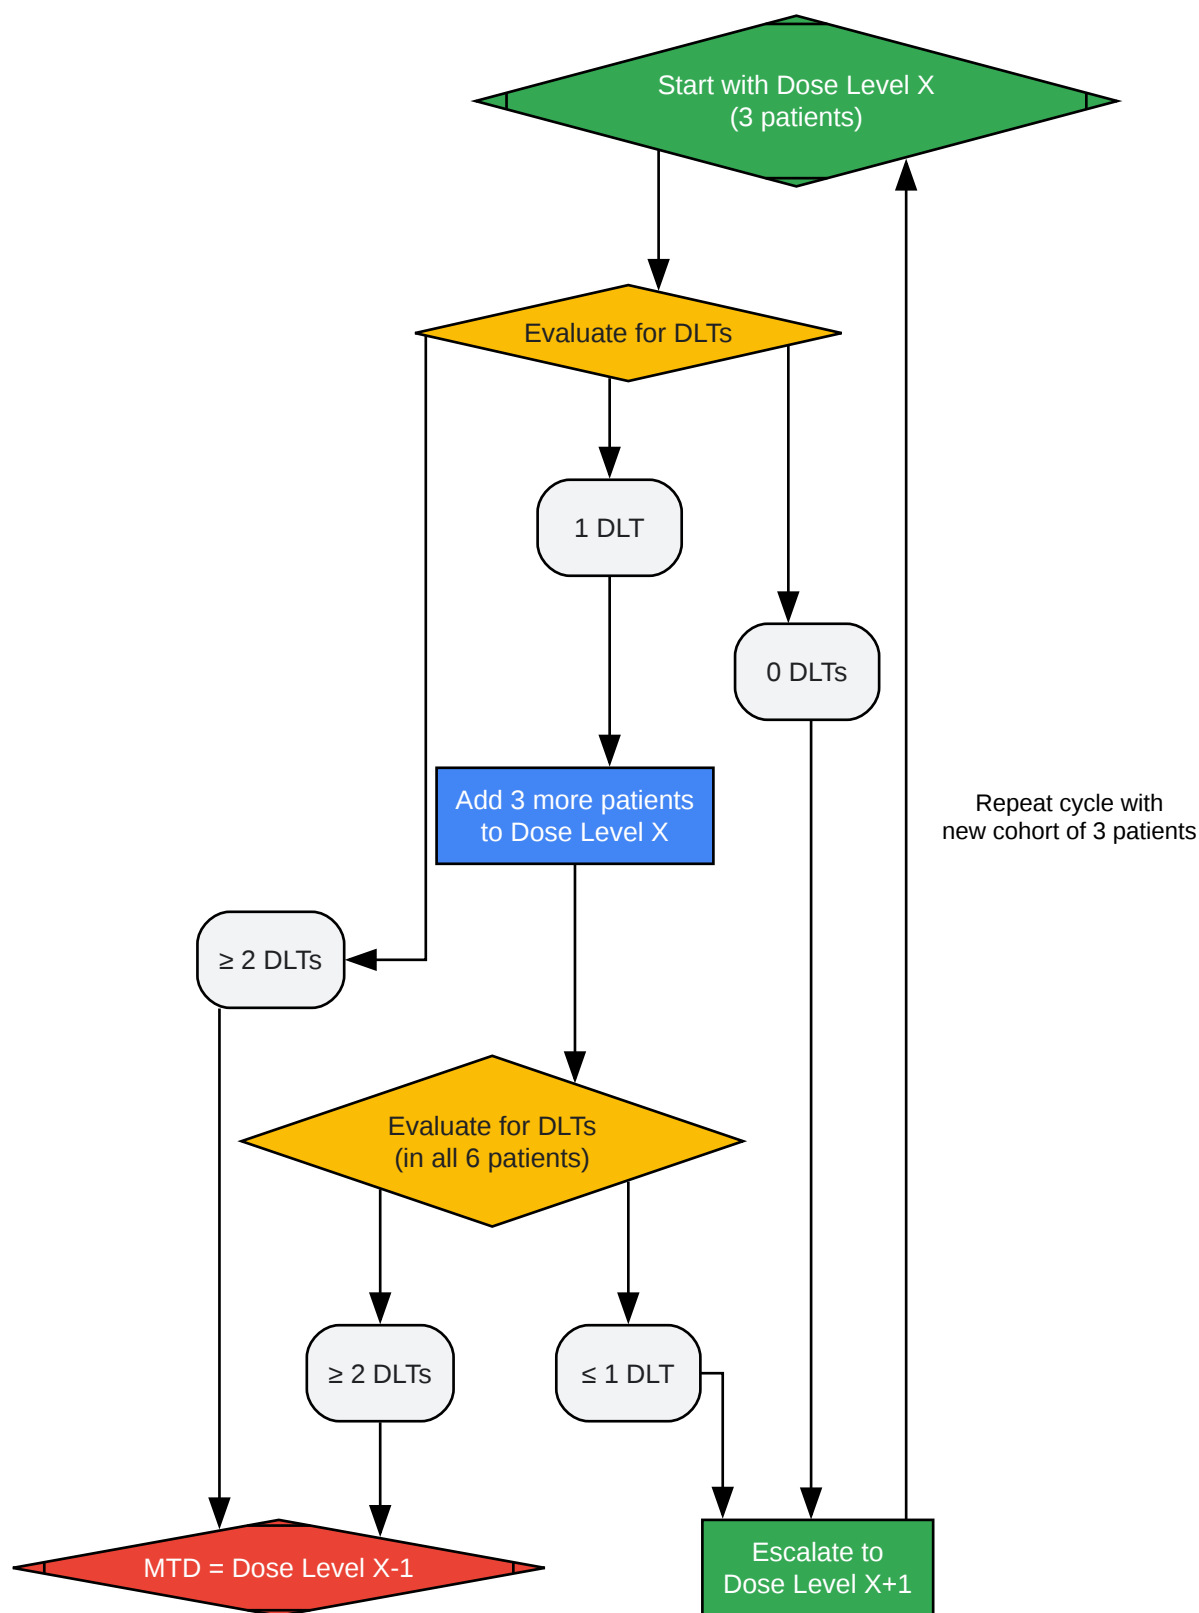 Start with Dose Level X
(3 patients)
Evaluate for DLTs
1 DLT
0 DLTs
Add 3 more patients
to Dose Level X
Repeat cycle with
new cohort of 3 patients
≥ 2 DLTs
Evaluate for DLTs
(in all 6 patients)
≥ 2 DLTs
≤ 1 DLT
MTD = Dose Level X-1
Escalate to
Dose Level X+1